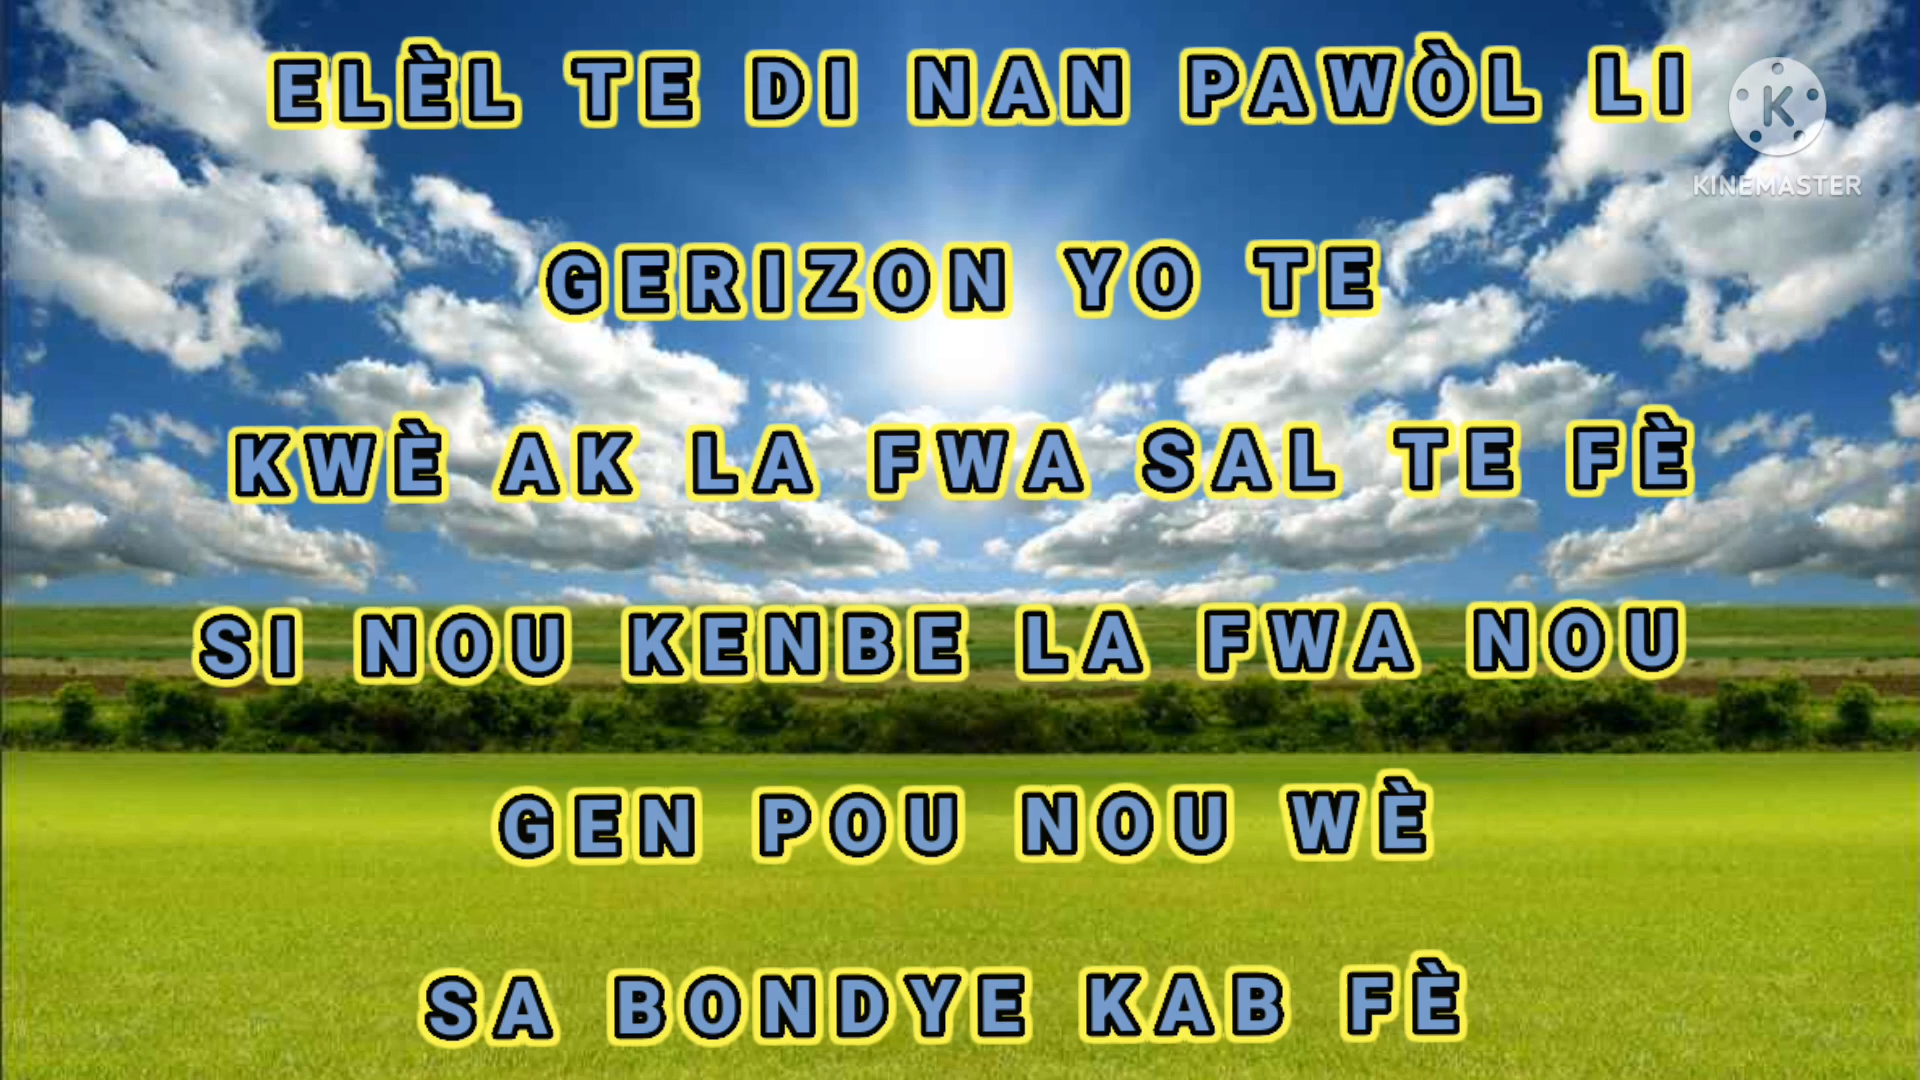 ELÈL TE DI NAN PAWÒL LI
K
KINEMASTER
GERIZON YO TE
KWÈ AK LA FWA SAL TE FÈ
SI NOU KENBE LA FWA NOU
GEN POU NOU WÈ
SA BONDYE KAB FÈ